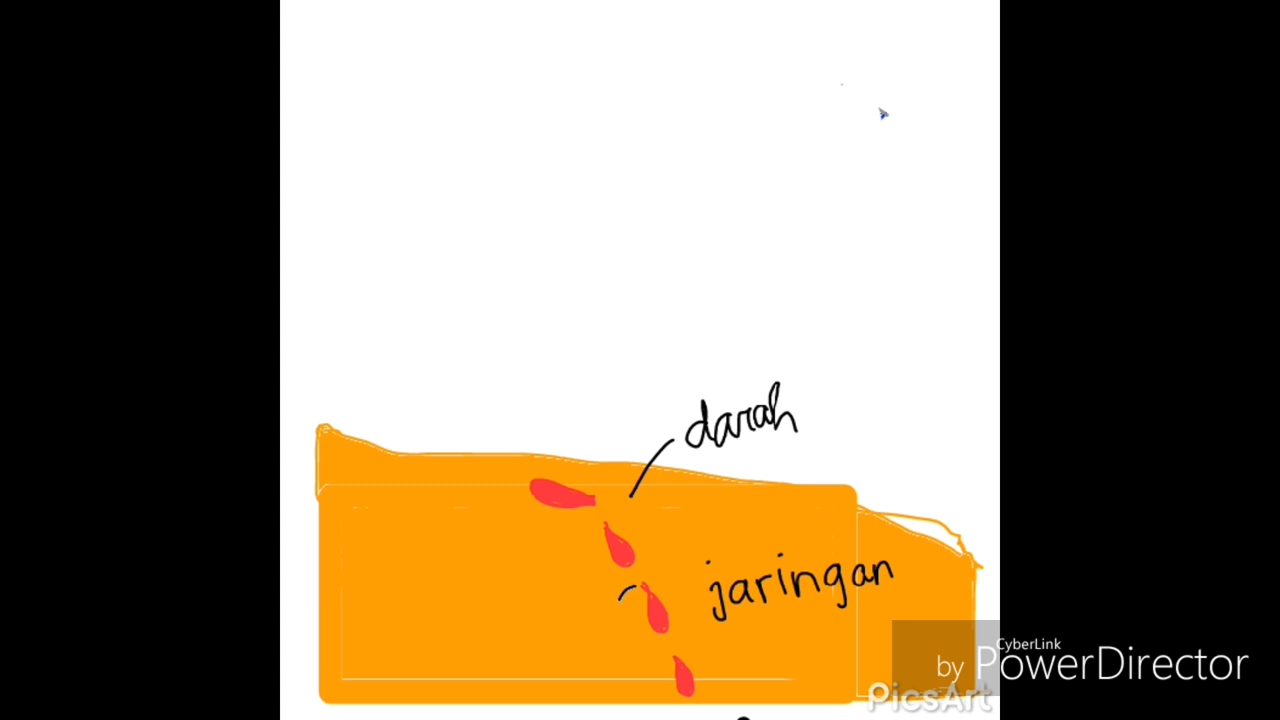 darah
jaringan
CyberLink
by PowerDirector
PicsArt